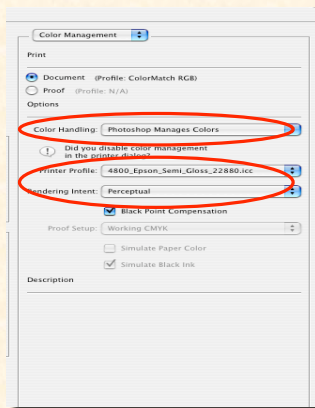 Color Management
Print
Document (Profile: ColorMatch RGB)
Proof (Profile: N/A)
Options
Color Handling: Photoshop Manages Colors
Did you disable color management
in the printer dialog?
Printer Profile: 4800_Epson_Semi_Gloss_22880.icc
Rendering Intent: Perceptual
Black Point Compensation
Proof Setup: Working CMYK
Simulate Paper Color
Simulate Black Ink
Description